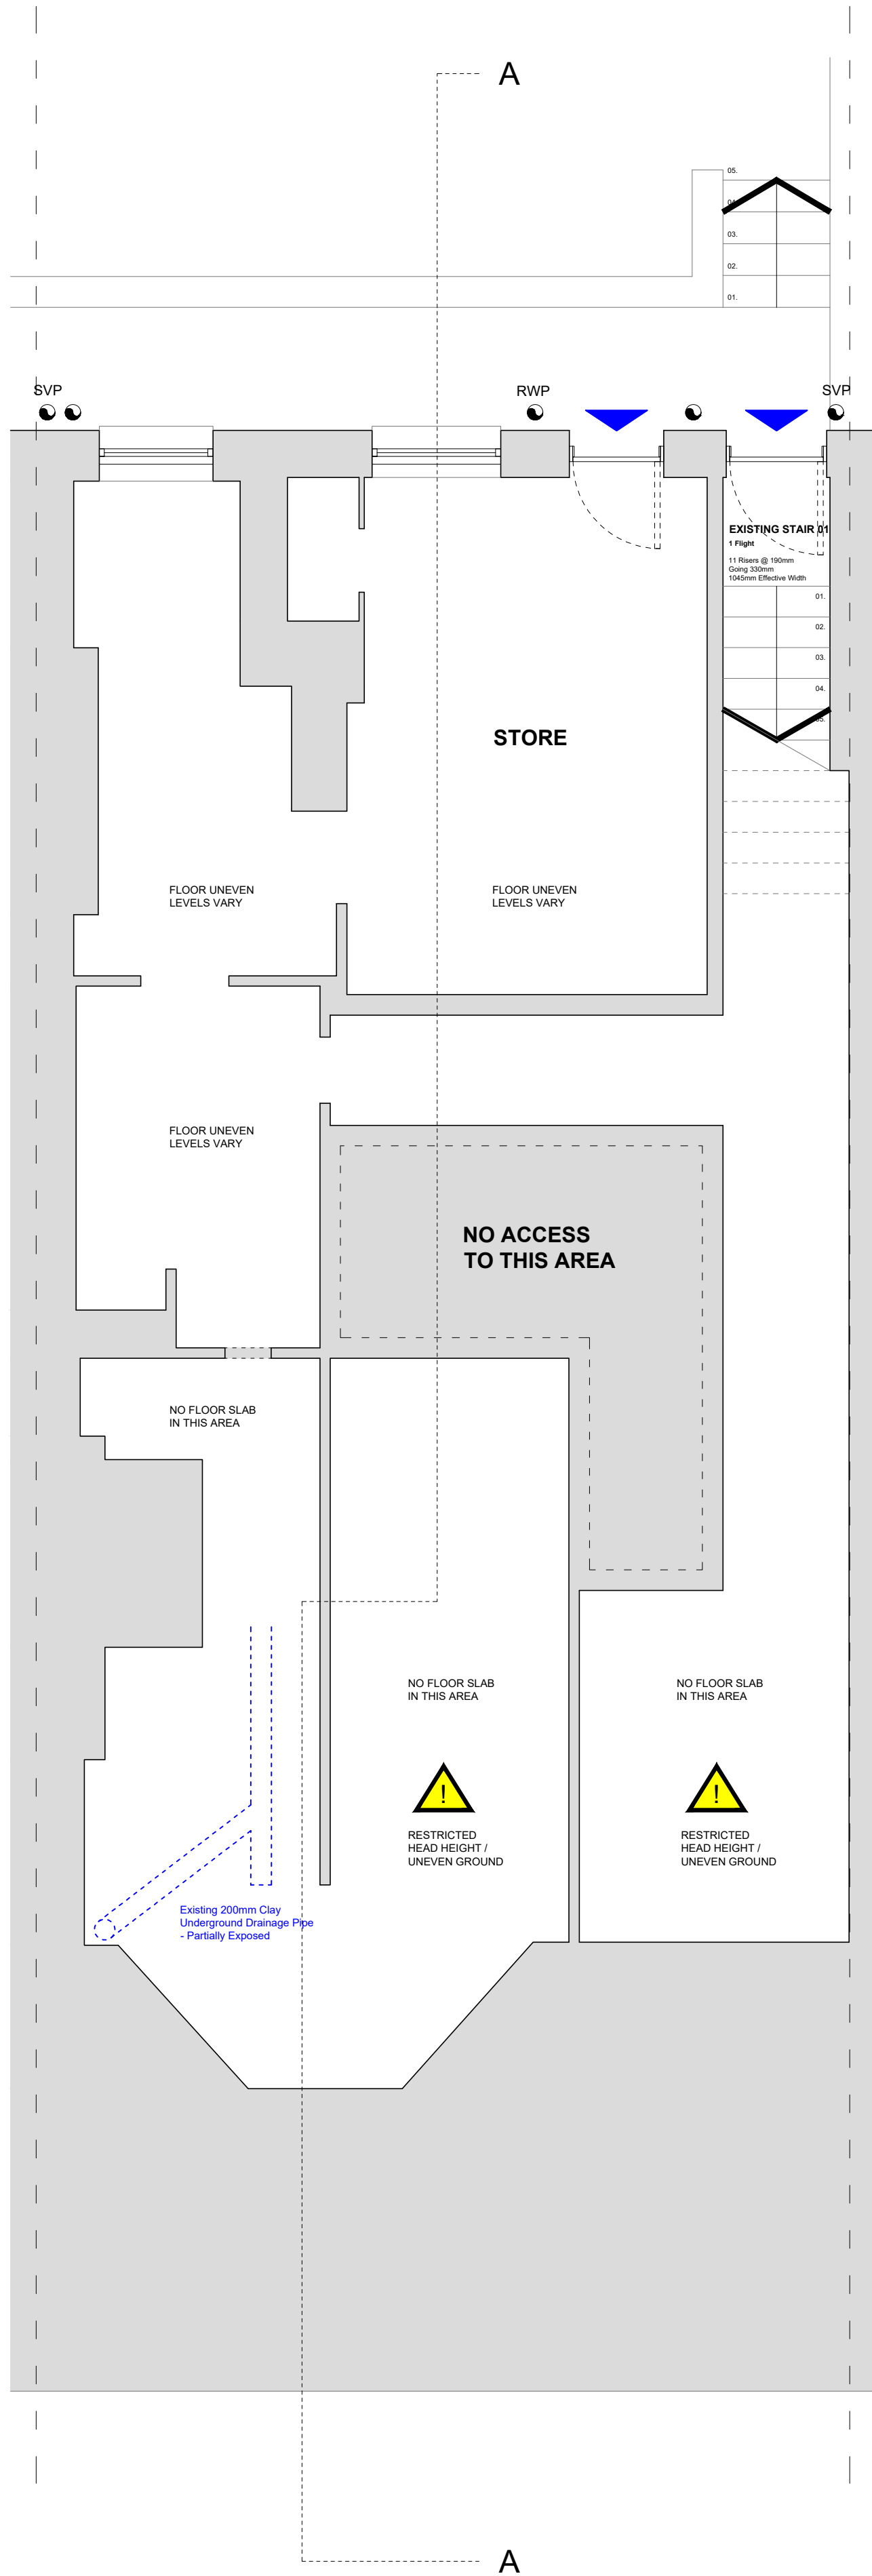 A
05.
04.
03.
02.
01.
SVP
RWP
SVP
EXISTING STAIR 01
1 Flight
11 Risers @ 190mm
Going 330mm
1045mm Effective Width
01.
02.
03.
04.
05.
STORE
FLOOR UNEVEN
LEVELS VARY
FLOOR UNEVEN
LEVELS VARY
FLOOR UNEVEN
LEVELS VARY
NO ACCESS
TO THIS AREA
NO FLOOR SLAB
IN THIS AREA
NO FLOOR SLAB
IN THIS AREA
NO FLOOR SLAB
IN THIS AREA
!
!
RESTRICTED
HEAD HEIGHT /
UNEVEN GROUND
RESTRICTED
HEAD HEIGHT /
UNEVEN GROUND
Existing 200mm Clay
Underground Drainage Pipe
- Partially Exposed
A